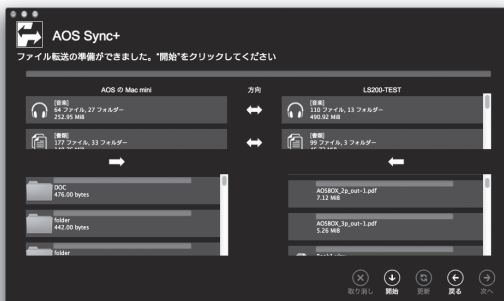 AOS Sync+
ファイル転送の準備ができました。"開始"をクリックしてください
AOS の Mac mini
方向
LS200-TEST
[音楽]
64 ファイル, 27 フォルダー
252.95 MiB
[音楽]
110 ファイル, 13 フォルダー
490.92 MiB
[書類]
177 ファイル, 33 フォルダー
[書類]
99 ファイル, 3 フォルダー
DOC
476.00 bytes
folder
442.00 bytes
folder
AOSBOX_2p_out-1.pdf
7.12 MiB
AOSBOX_3p_out-1.pdf
5.26 MiB
取り消し
開始
更新
戻る
次へ